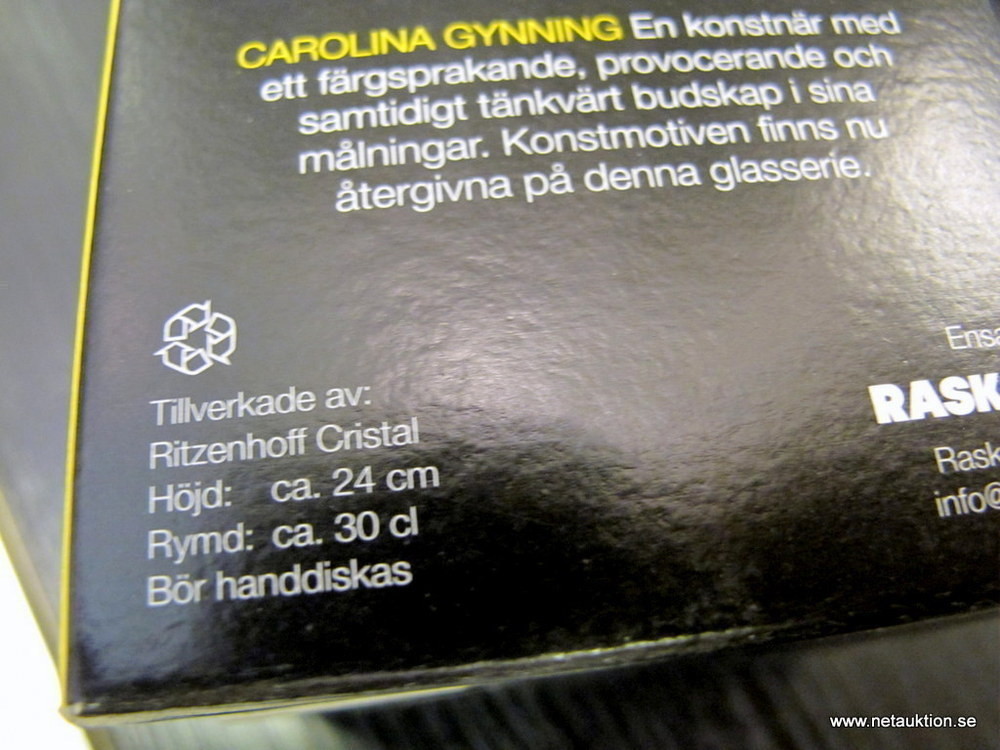 CAROLINA GYNNING En konstnär med
ett färgsprakande, provocerande och
samtidigt tänkvärt budskap i sina
målningar. Konstmotiven finns nu
återgivna på denna glasserie.
Tillverkade av:
Ritzenhoff Cristal
Höjd: ca. 24 cm
Rymd: ca. 30 cl
Bör handdiskas
Ensa
RASK
Rask
info@
www.netauktion.se